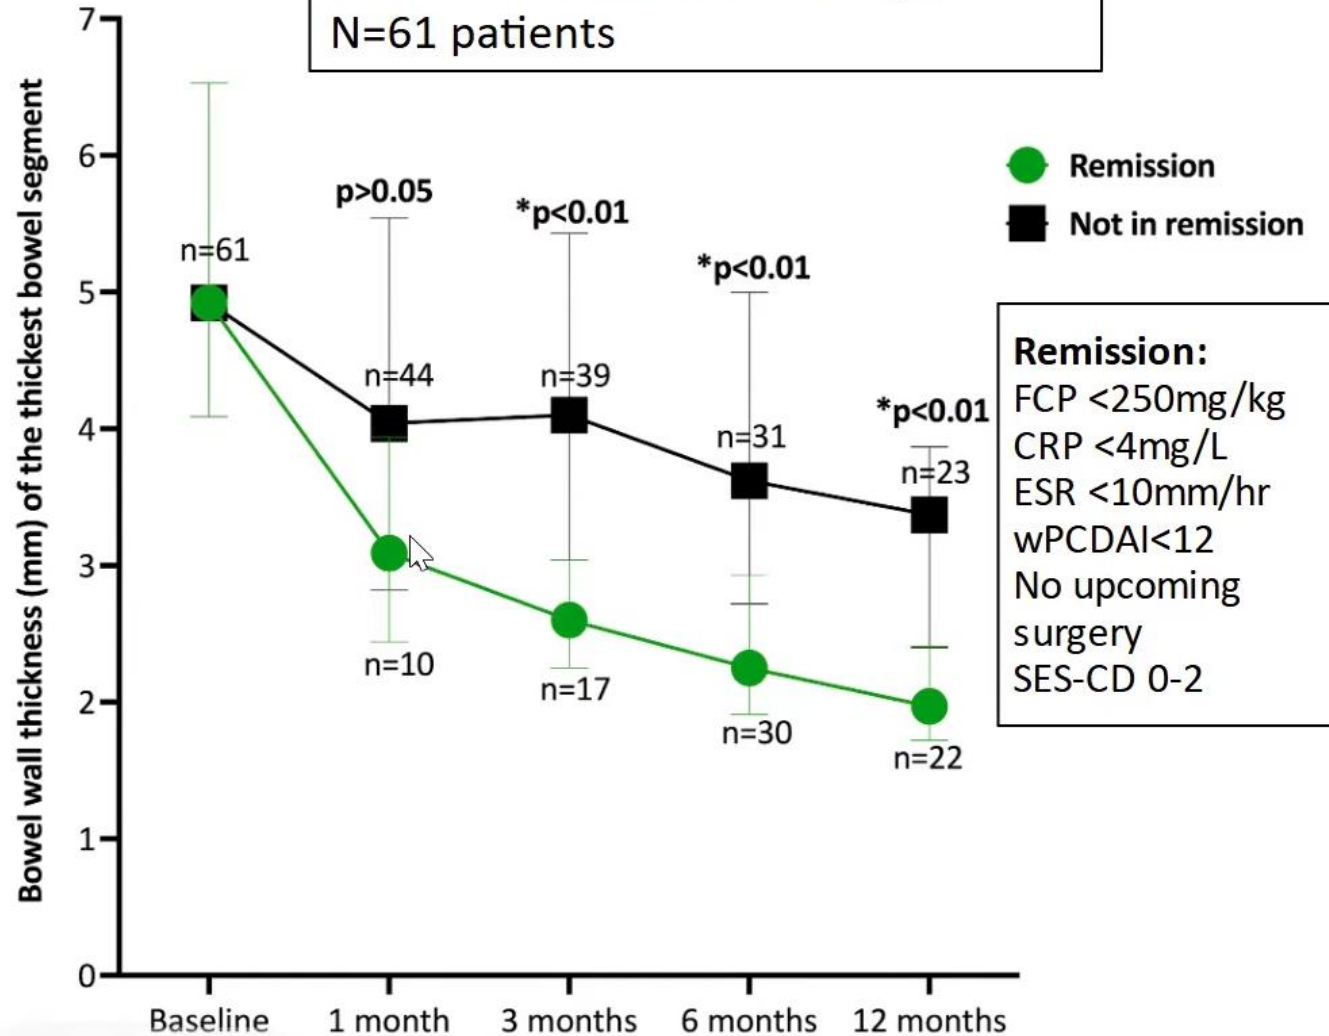 N=61 patients
Bowel wall thickness (mm) of the thickest bowel segment
7
6
5
4
3
2
1
0
n=61
p>0.05
*p<0.01
*p<0.01
*p<0.01
n=44
n=39
n=31
n=23
n=10
n=17
n=30
n=22
Baseline
1 month
3 months
6 months
12 months
Remission
Not in remission
Remission:
FCP <250mg/kg
CRP <4mg/L
ESR <10mm/hr
wPCDAI<12
No upcoming
surgery
SES-CD 0-2